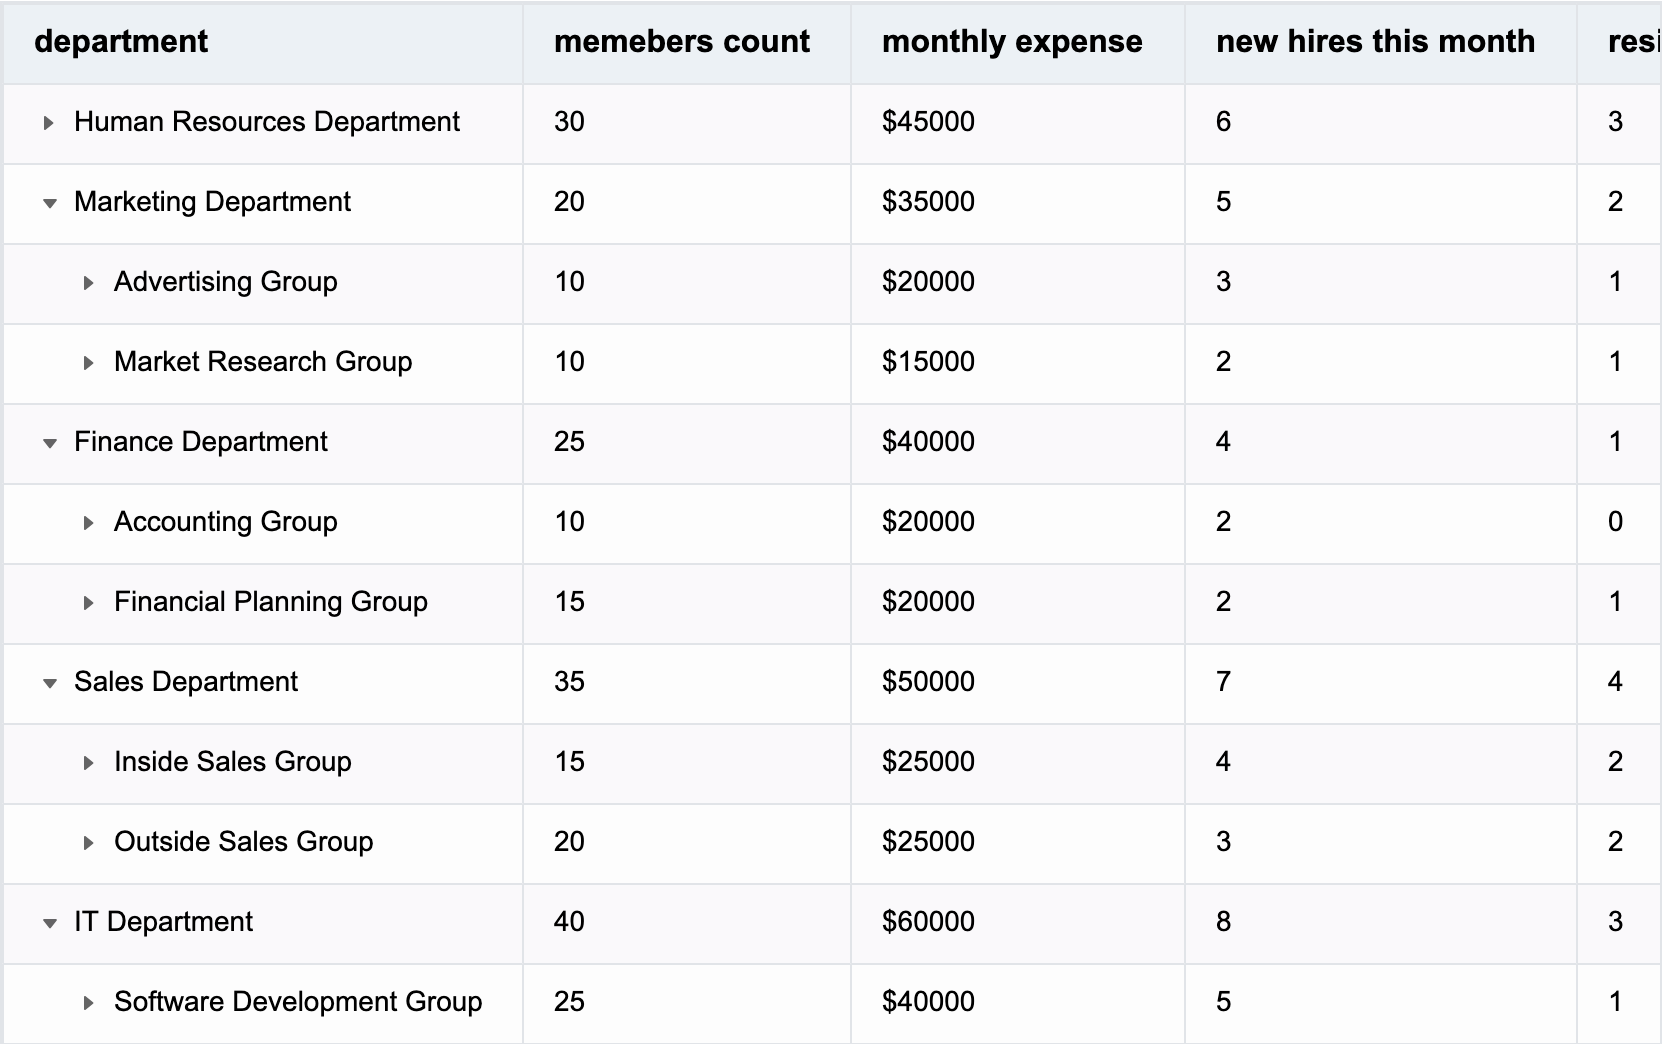 department memebers count monthly expense new hires this month resi
Human Resources Department 30 $45000 6 3
Marketing Department 20 $35000 5 2
Advertising Group 10 $20000 3 1
Market Research Group 10 $15000 2 1
Finance Department 25 $40000 4 1
Accounting Group 10 $20000 2 0
Financial Planning Group 15 $20000 2 1
Sales Department 35 $50000 7 4
Inside Sales Group 15 $25000 4 2
Outside Sales Group 20 $25000 3 2
IT Department 40 $60000 8 3
Software Development Group 25 $40000 5 1